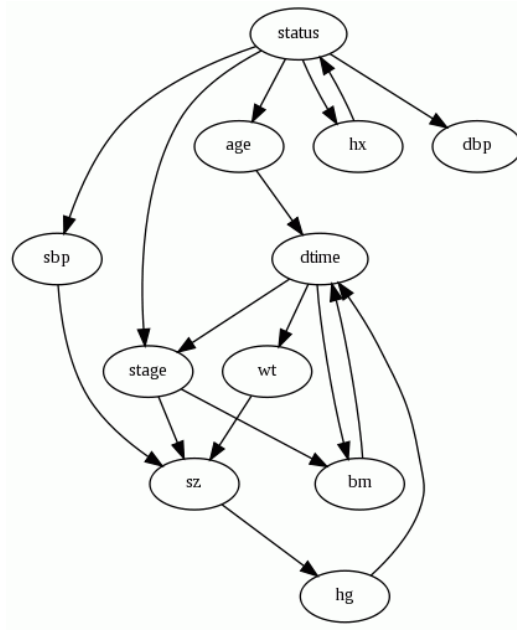 status
age
hx
dbp
sbp
dtime
stage
wt
sz
bm
hg